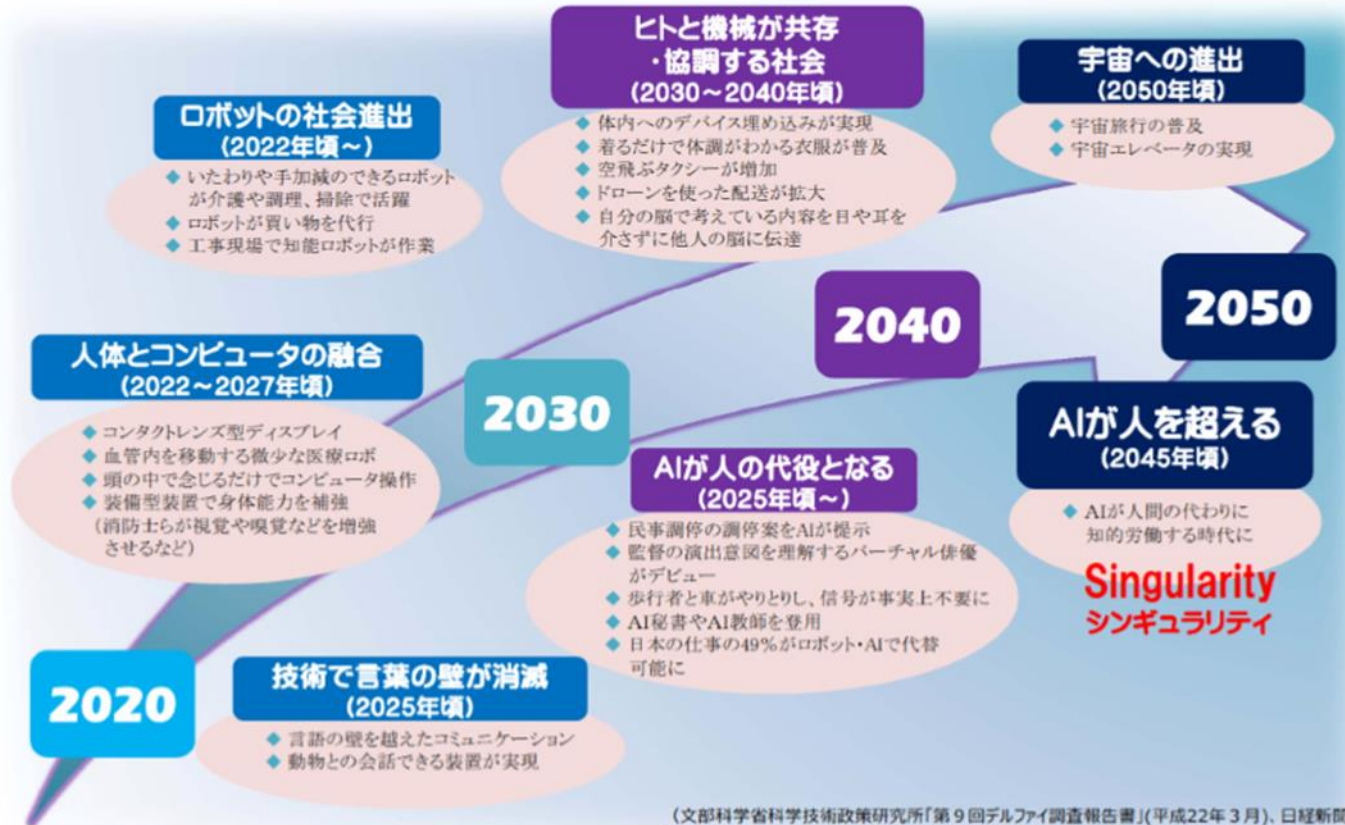 ヒトと機械が共存
・協調する社会
(2030～2040年頃)
◆ 体内へのデバイス埋め込みが実現
◆ 着るだけで体調がわかる衣服が普及
◆ 空飛ぶタクシーが増加
◆ ドローンを使った配送が拡大
◆ 自分の脳で考えている内容を目や耳を
介さずに他人の脳に伝達
宇宙への進出
(2050年頃)
◆ 宇宙旅行の普及
◆ 宇宙エレベータの実現
ロボットの社会進出
(2022年頃～)
◆ いたわりや手加減のできるロボット
が介護や調理、掃除で活躍
◆ ロボットが買い物を代行
◆ 工事現場で知能ロボットが作業
2050
2040
人体とコンピュータの融合
(2022～2027年頃)
◆ コンタクトレンズ型ディスプレイ
◆ 血管内を移動する微少な医療ロボ
◆ 頭の中で念じるだけでコンピュータ操作
◆ 装備型装置で身体能力を補強
(消防士らが視覚や嗅覚などを増強
させるなど)
2030
AIが人の代役となる
(2025年頃～)
◆ 民事調停の調停案をAIが提示
◆ 監督の演出意図を理解するバーチャル俳優
がデビュー
◆ 歩行者と車がやりとりし、信号が事実上不要に
◆ AI秘書やAI教師を登用
◆ 日本の仕事の49%がロボット・AIで代替
可能に
AIが人を超える
(2045年頃)
◆ AIが人間の代わりに
知的労働する時代に
Singularity
シンギュラリティ
2020
技術で言葉の壁が消滅
(2025年頃)
◆ 言語の壁を越えたコミュニケーション
◆ 動物との会話できる装置が実現
(文部科学省科学技術政策研究所「第9回デルファイ調査報告書」(平成22年3月)、日経新聞